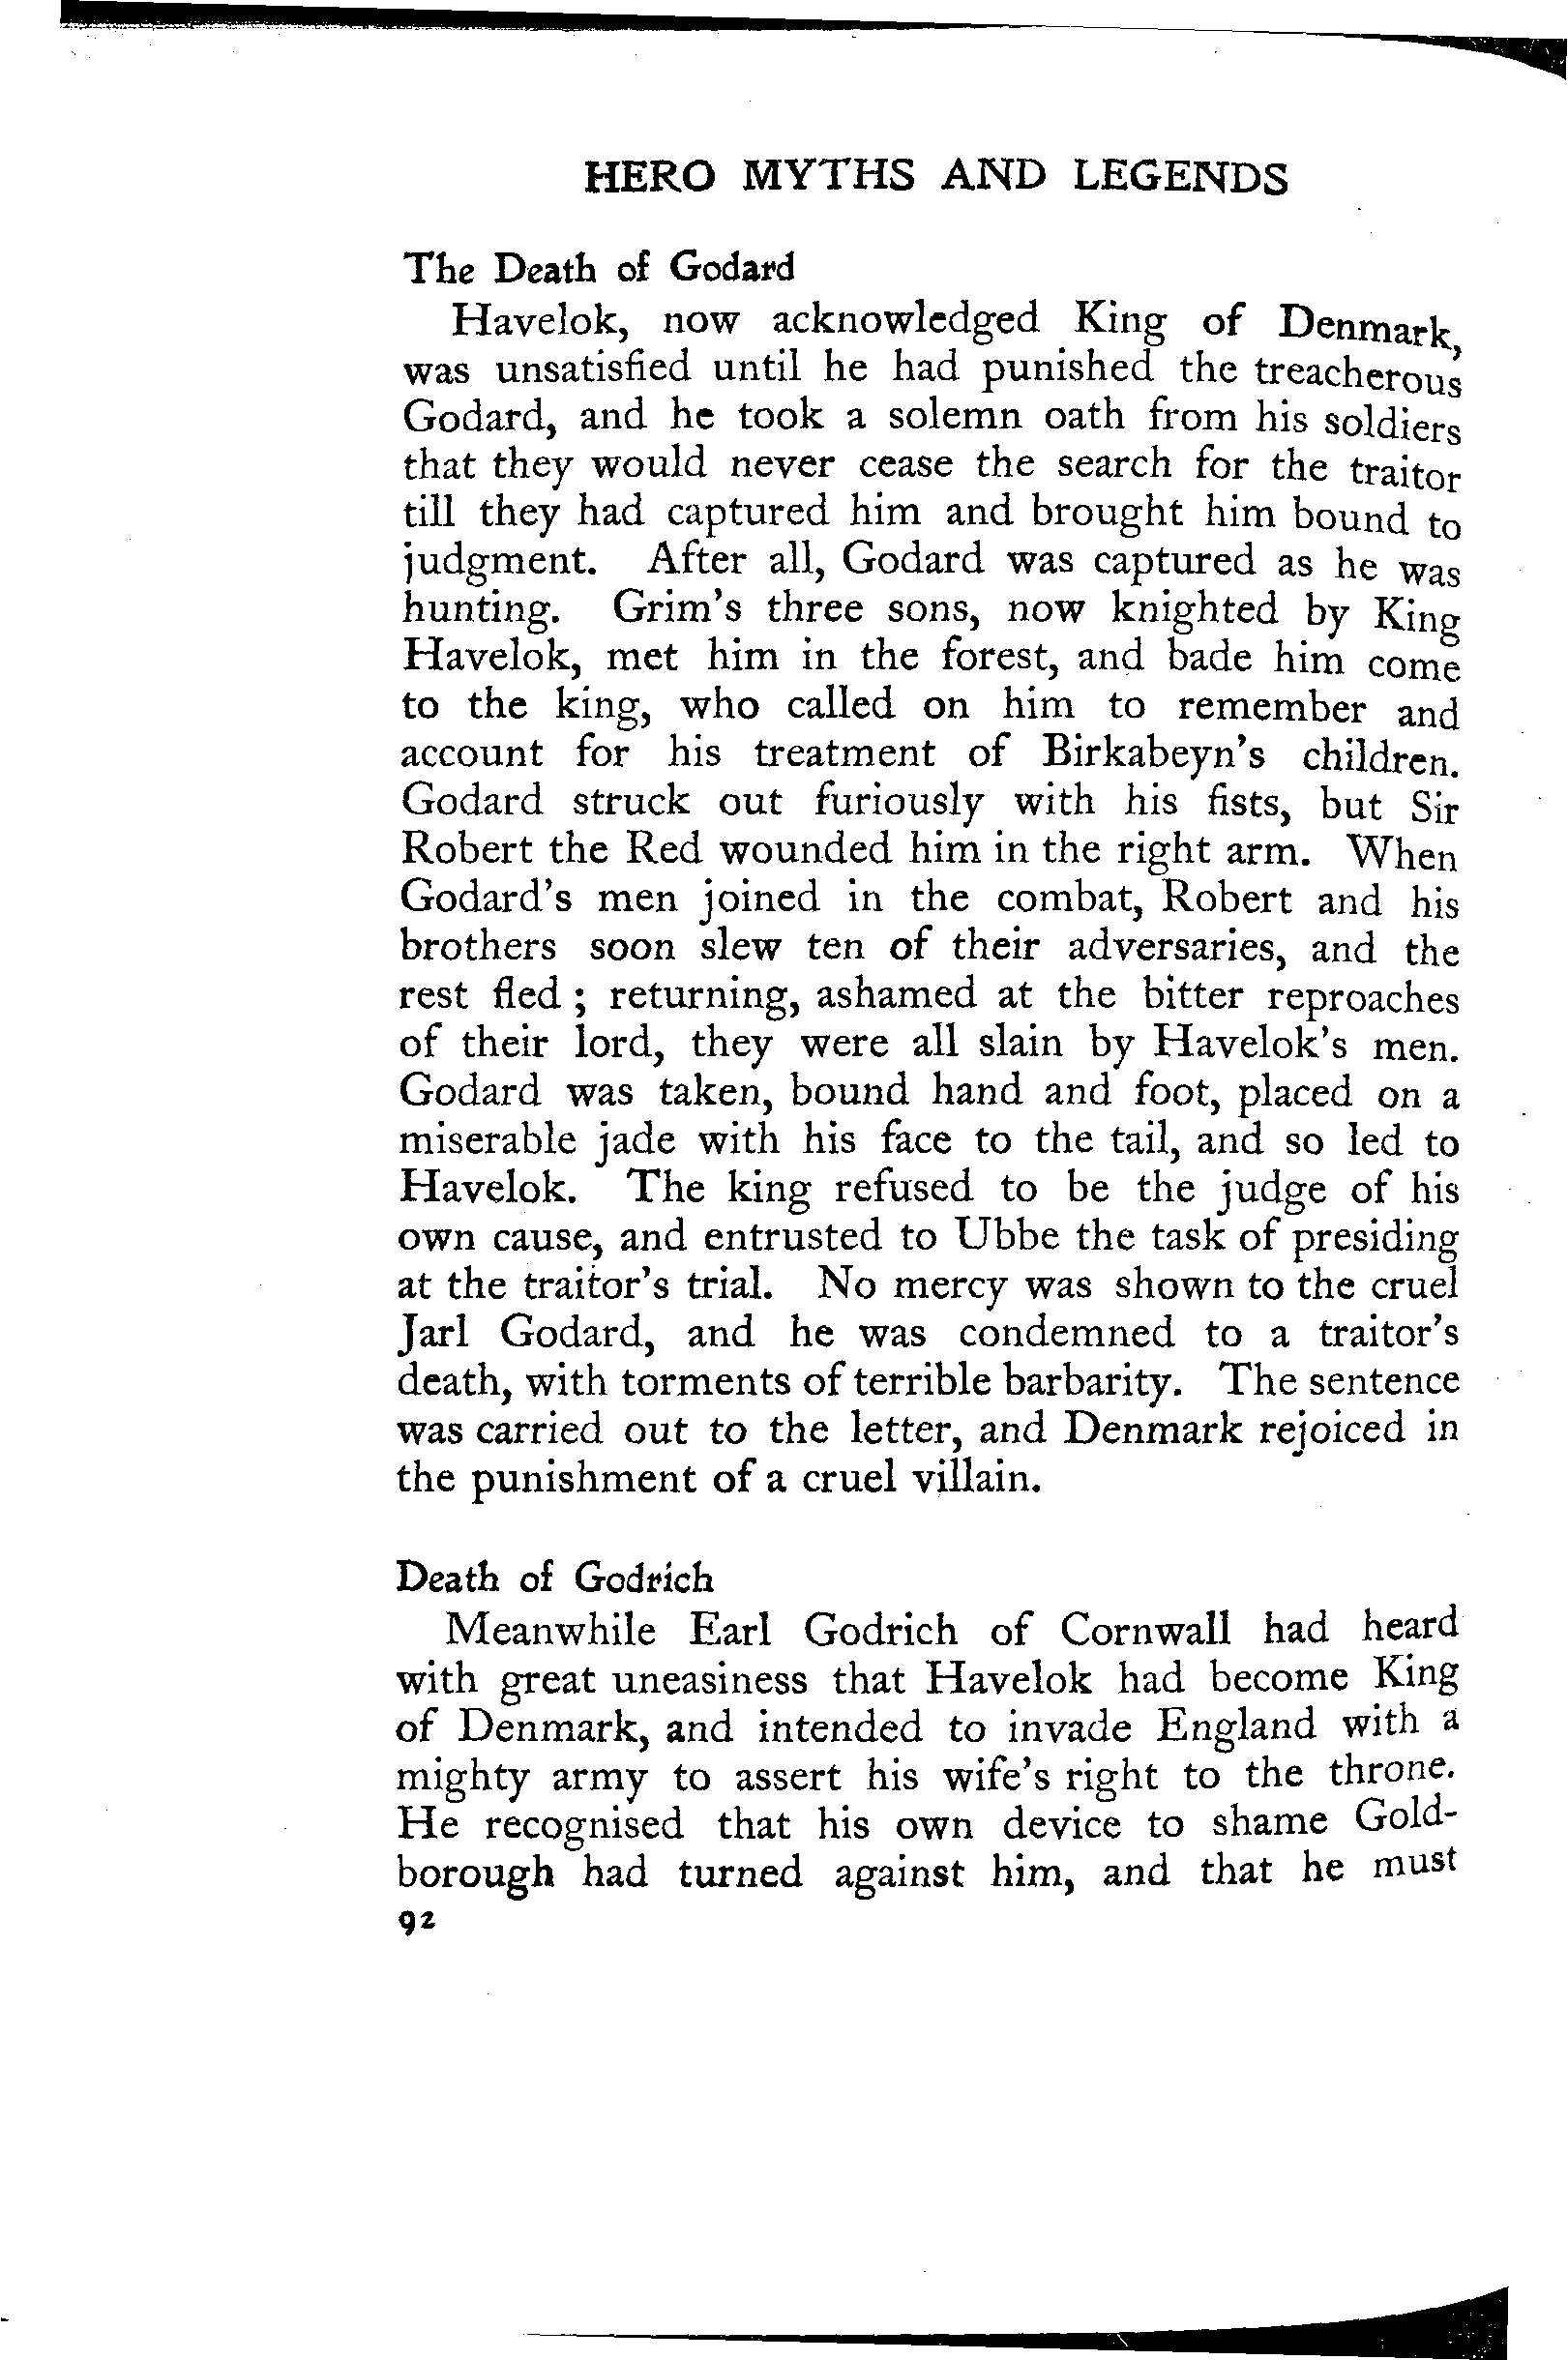 HERO MYTHS AND LEGENDS
The Death of Godard
Havelok, now acknowledged King of Denmark,
was unsatisfied until he had punished the treacherous
Godard, and he took a solemn oath from his soldiers
that they would never cease the search for the traitor
till they had captured him and brought him bound to
judgment. After all, Godard was captured as he was
hunting. Grim's three sons, now knighted by King
Havelok, met him in the forest, and bade him come
to the king, who called on him to remember and
account for his treatment of Birkabeyn's children.
Godard struck out furiously with his fists, but Sir
Robert the Red wounded him in the right arm. When
Godard's men joined in the combat, Robert and his
brothers soon slew ten of their adversaries, and the
rest fled ; returning, ashamed at the bitter reproaches
of their lord, they were all slain by Havelok's men.
Godard was taken, bound hand and foot, placed on a
miserable jade with his face to the tail, and so led to
Havelok. The king refused to be the judge of his
own cause, and entrusted to Ubbe the task of presiding
at the traitor's trial. No mercy was shown to the cruel
Jarl Godard, and he was condemned to a traitor's
death, with torments of terrible barbarity. The sentence
was carried out to the letter, and Denmark rejoiced in
the punishment of a cruel villain.
Death of Godrich
Meanwhile Earl Godrich of Cornwall had heard
with great uneasiness that Havelok had become King
of Denmark, and intended to invade England with a
mighty army to assert his wife's right to the throne.
He recognised that his own device to shame Gold-
borough had turned against him, and that he must
92